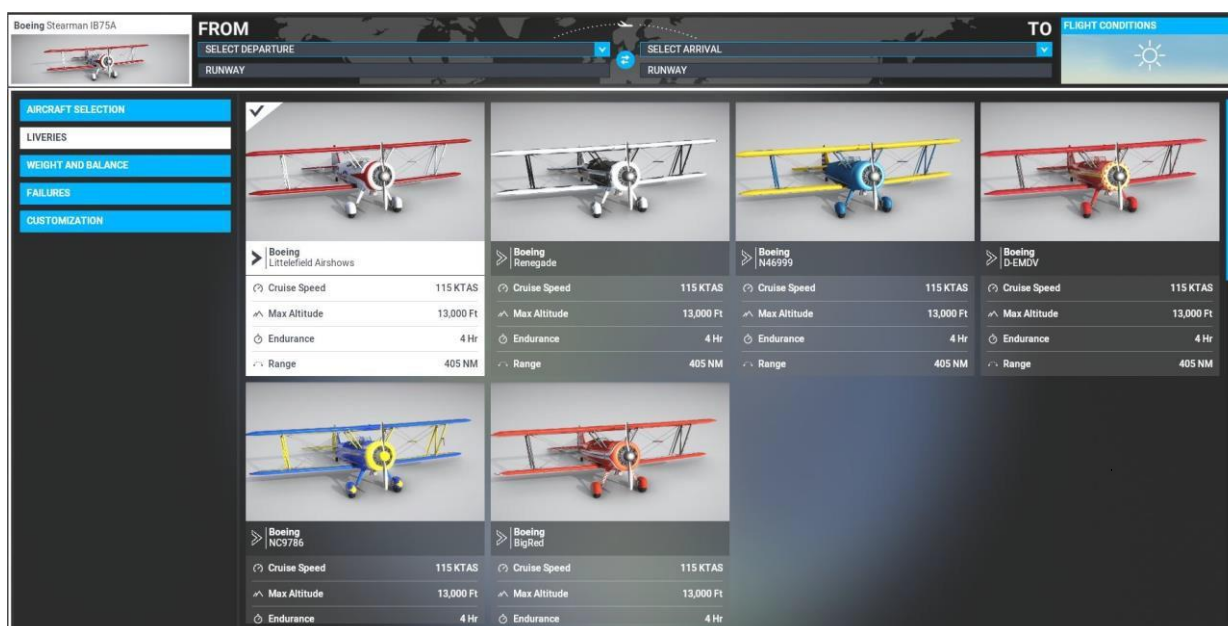 Boeing Stearman IB75A
FROM
TO
SELECT DEPARTURE
SELECT ARRIVAL
RUNWAY
RUNWAY
FLIGHT CONDITIONS
AIRCRAFT SELECTION
LIVERIES
WEIGHT AND BALANCE
FAILURES
CUSTOMIZATION
Boeing
Littelefield Airshows
Cruise Speed 115 KTAS
Max Altitude 13,000 Ft
Endurance 4 Hr
Range 405 NM
Boeing
Renegade
Cruise Speed 115 KTAS
Max Altitude 13,000 Ft
Endurance 4 Hr
Range 405 NM
Boeing
N46999
Cruise Speed 115 KTAS
Max Altitude 13,000 Ft
Endurance 4 Hr
Range 405 NM
Boeing
D-EMDV
Cruise Speed 115 KTAS
Max Altitude 13,000 Ft
Endurance 4 Hr
Range 405 NM
Boeing
NC9786
Cruise Speed 115 KTAS
Max Altitude 13,000 Ft
Endurance 4 Hr
Boeing
BigRed
Cruise Speed 115 KTAS
Max Altitude 13,000 Ft
Endurance 4 Hr